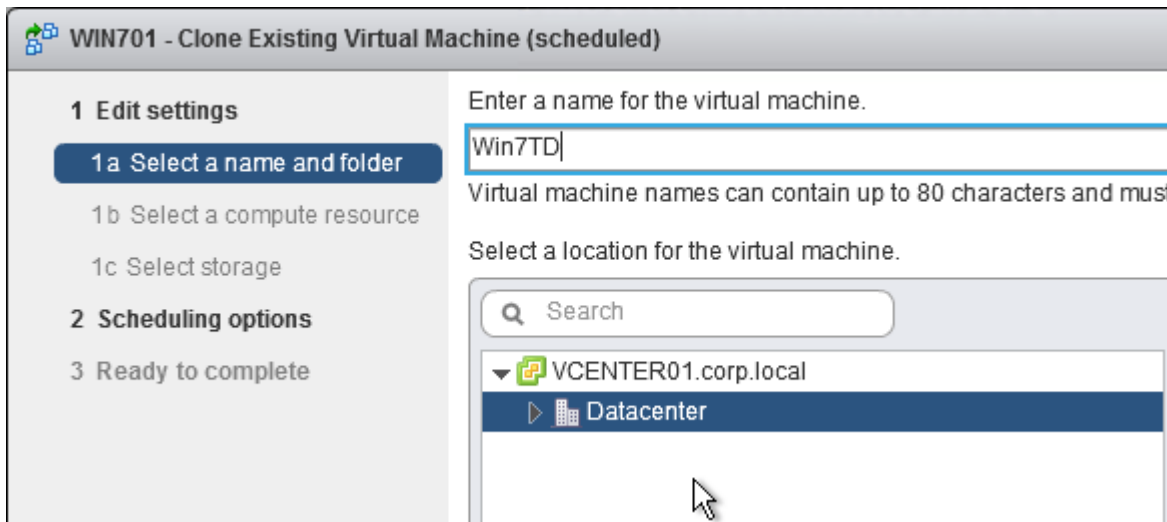 WIN701 - Clone Existing Virtual Machine (scheduled)
1 Edit settings
1a Select a name and folder
1b Select a compute resource
1c Select storage
2 Scheduling options
3 Ready to complete
Enter a name for the virtual machine.
Win7TD
Virtual machine names can contain up to 80 characters and must
Select a location for the virtual machine.
Search
VCENTER01.corp.local
Datacenter